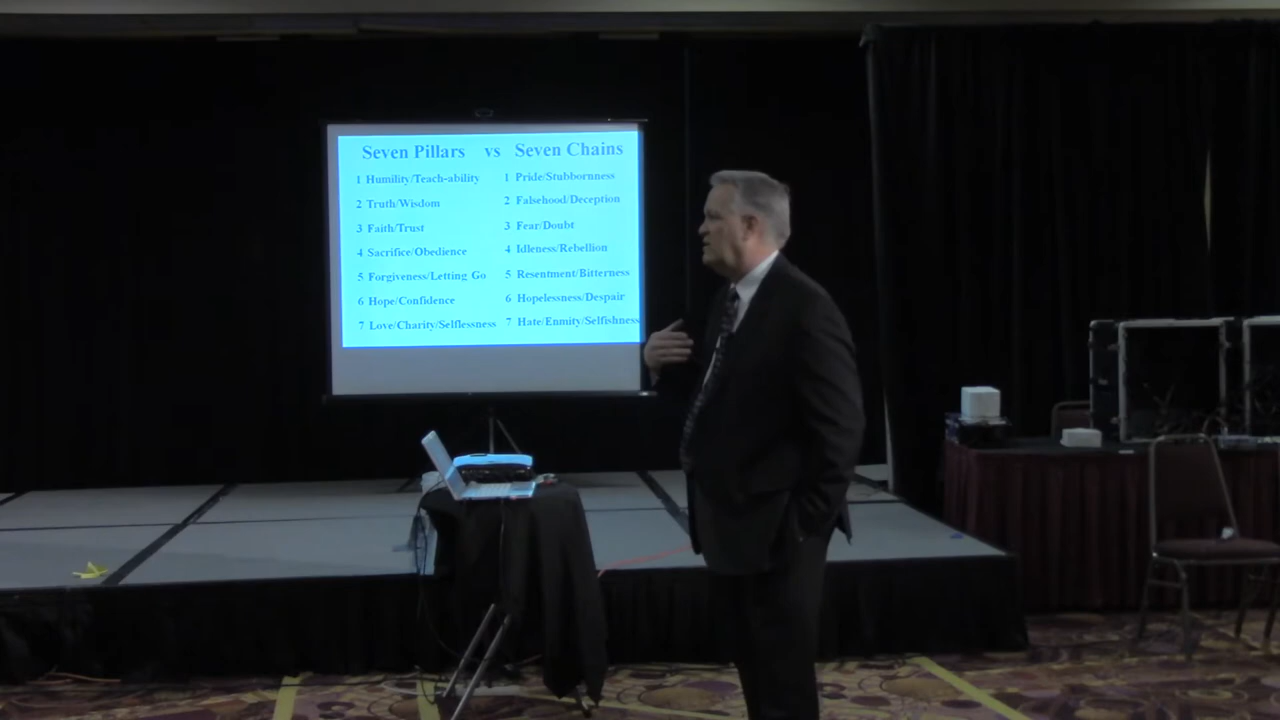 Seven Pillars vs Seven Chains
1 Humility/Teach-ability 1 Pride/Stubbornness
2 Truth/Wisdom 2 Falsehood/Deception
3 Faith/Trust 3 Fear/Doubt
4 Sacrifice/Obedience 4 Idleness/Rebellion
5 Forgiveness/Letting Go 5 Resentment/Bitterness
6 Hope/Confidence 6 Hopelessness/Despair
7 Love/Charity/Selflessness 7 Hate/Enmity/Selfishness